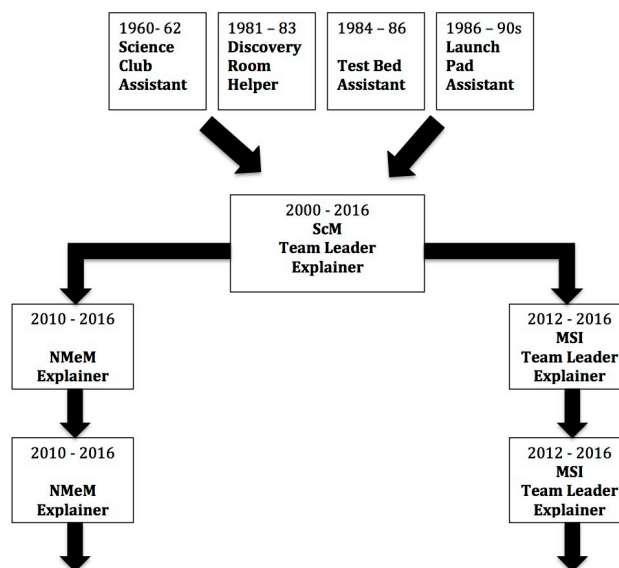 1960- 62
Science
Club
Assistant
1981 – 83
Discovery
Room
Helper
1984 – 86
Test Bed
Assistant
1986 – 90s
Launch
Pad
Assistant
2000 - 2016
ScM
Team Leader
Explainer
2010 - 2016
NMeM
Explainer
2012 - 2016
MSI
Team Leader
Explainer
2010 - 2016
NMeM
Explainer
2012 - 2016
MSI
Team Leader
Explainer